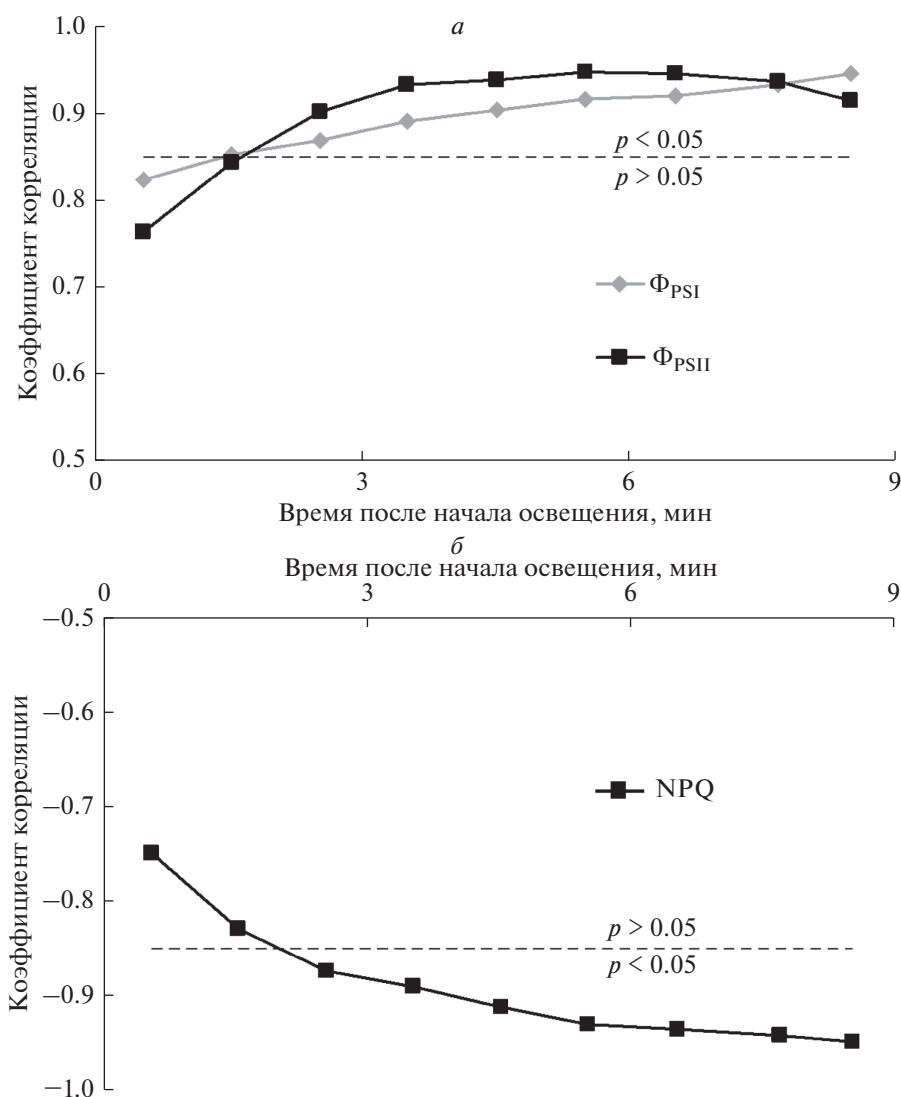 а
1.0
0.9
0.8
0.7
0.6
0.5
Коэффициент корреляции
p < 0.05
p > 0.05
Φ_PSI
Φ_PSII
0 3 6 9
Время после начала освещения, мин
б
Время после начала освещения, мин
0 3 6 9
−0.5
−0.6
−0.7
−0.8
−0.9
−1.0
Коэффициент корреляции
NPQ
p > 0.05
p < 0.05